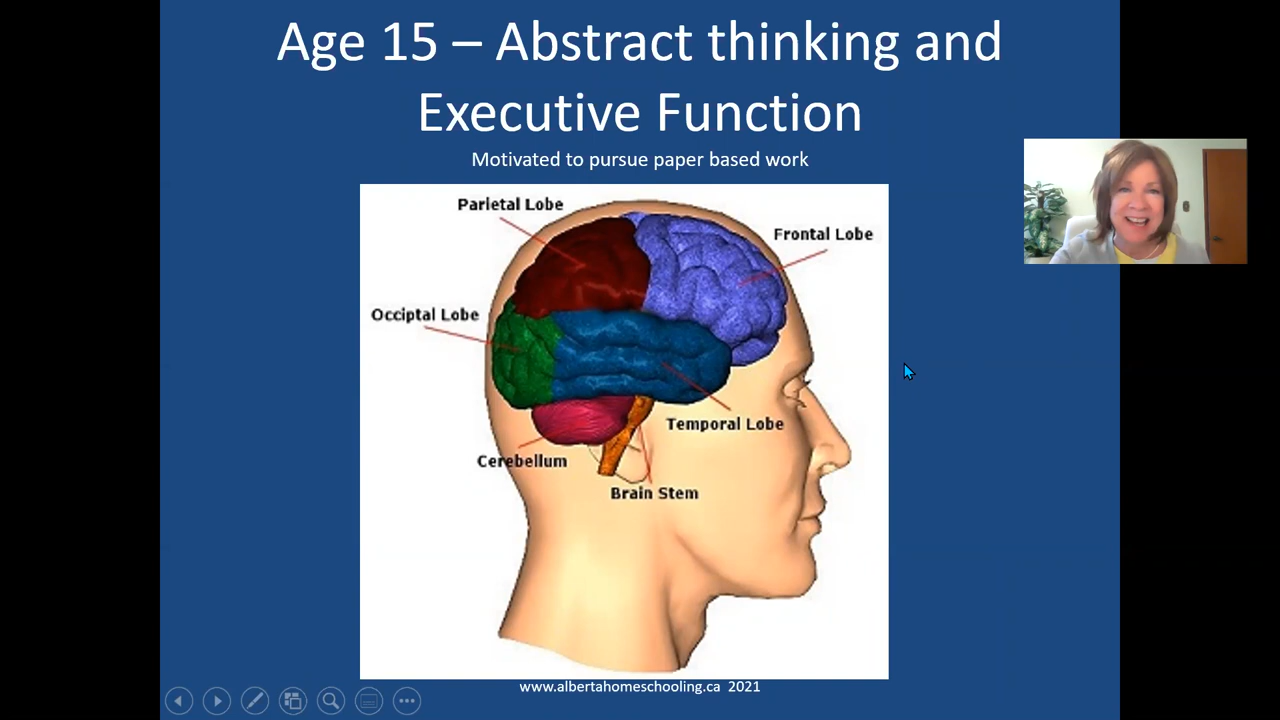 Age 15 – Abstract thinking and
Executive Function
Motivated to pursue paper based work
Parietal Lobe
Frontal Lobe
Occiptal Lobe
Temporal Lobe
Cerebellum
Brain Stem
www.albertahomeschooling.ca 2021